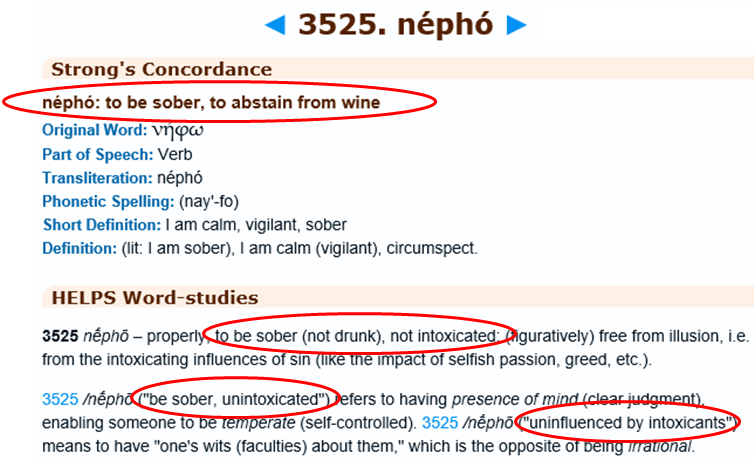 ◄ 3525. néphó ►
Strong's Concordance
néphó: to be sober, to abstain from wine
Original Word: νήφω
Part of Speech: Verb
Transliteration: néphó
Phonetic Spelling: (nay'-fo)
Short Definition: I am calm, vigilant, sober
Definition: (lit: I am sober), I am calm (vigilant), circumspect.
HELPS Word-studies
3525 nḗphō – properly, to be sober (not drunk), not intoxicated; (figuratively) free from illusion, i.e.
from the intoxicating influences of sin (like the impact of selfish passion, greed, etc.).
3525 /nḗphō ("be sober, unintoxicated") refers to having presence of mind (clear judgment),
enabling someone to be temperate (self-controlled). 3525 /nḗphō ("uninfluenced by intoxicants")
means to have "one's wits (faculties) about them," which is the opposite of being irrational.